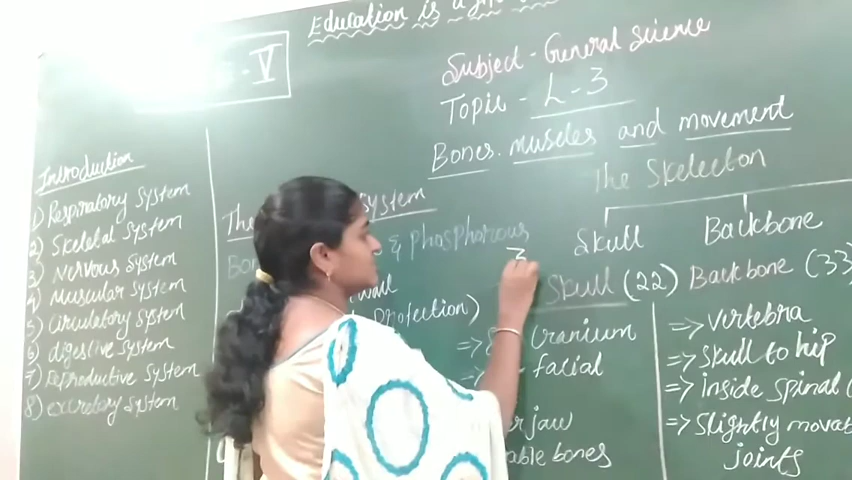 Education is a
- V
Subject - General science
Topic - L-3
Bones. muscles and movement
The Skelecton
Introduction
1) Respiratory System
2) Skeletal System
3) Nervous system
4) Muscular system
5) Circulatory System
6) digestive System
7) Reproductive System
8) excretory System
The
System
& phosphorous
wall
Protection)
3
Skull
Skull (22)
=>
Cranium
=>
facial
jaw
bones
Backbone
Backbone (33)
=> vertebra
=> Skull to hip
=> Inside spinal (
=> Slightly movab
joints